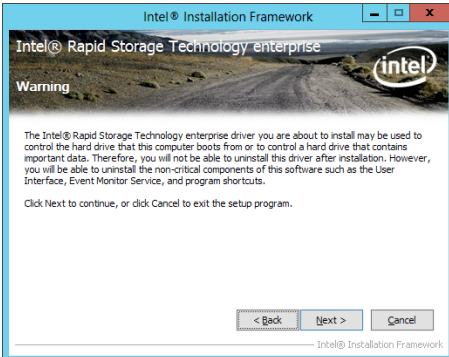 Intel® Installation Framework
Intel® Rapid Storage Technology enterprise
intel
Warning
The Intel® Rapid Storage Technology enterprise driver you are about to install may be used to
control the hard drive that this computer boots from or to control a hard drive that contains
important data. Therefore, you will not be able to uninstall this driver after installation. However,
you will be able to uninstall the non-critical components of this software such as the User
Interface, Event Monitor Service, and program shortcuts.
Click Next to continue, or click Cancel to exit the setup program.
< Back Next > Cancel
Intel® Installation Framework